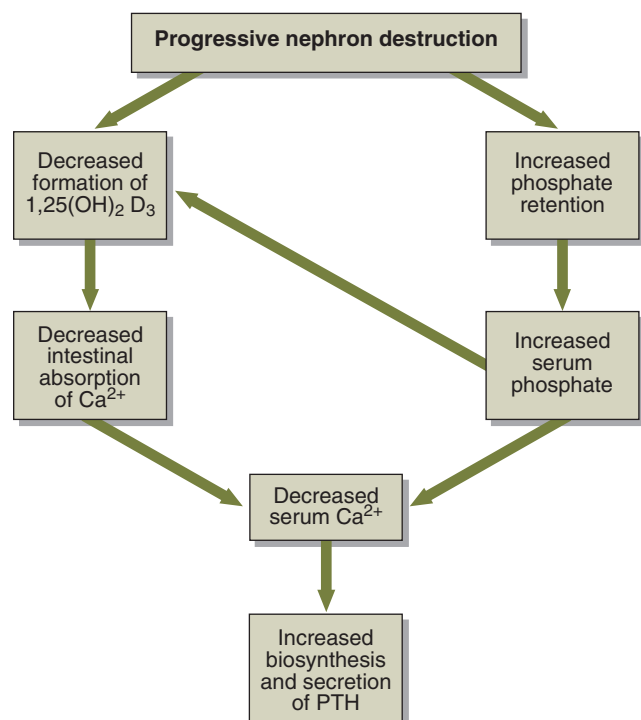 Progressive nephron destruction
Decreased
formation of
1,25(OH)₂ D₃
Increased
phosphate
retention
Decreased
intestinal
absorption
of Ca²⁺
Increased
serum
phosphate
Decreased
serum Ca²⁺
Increased
biosynthesis
and secretion
of PTH